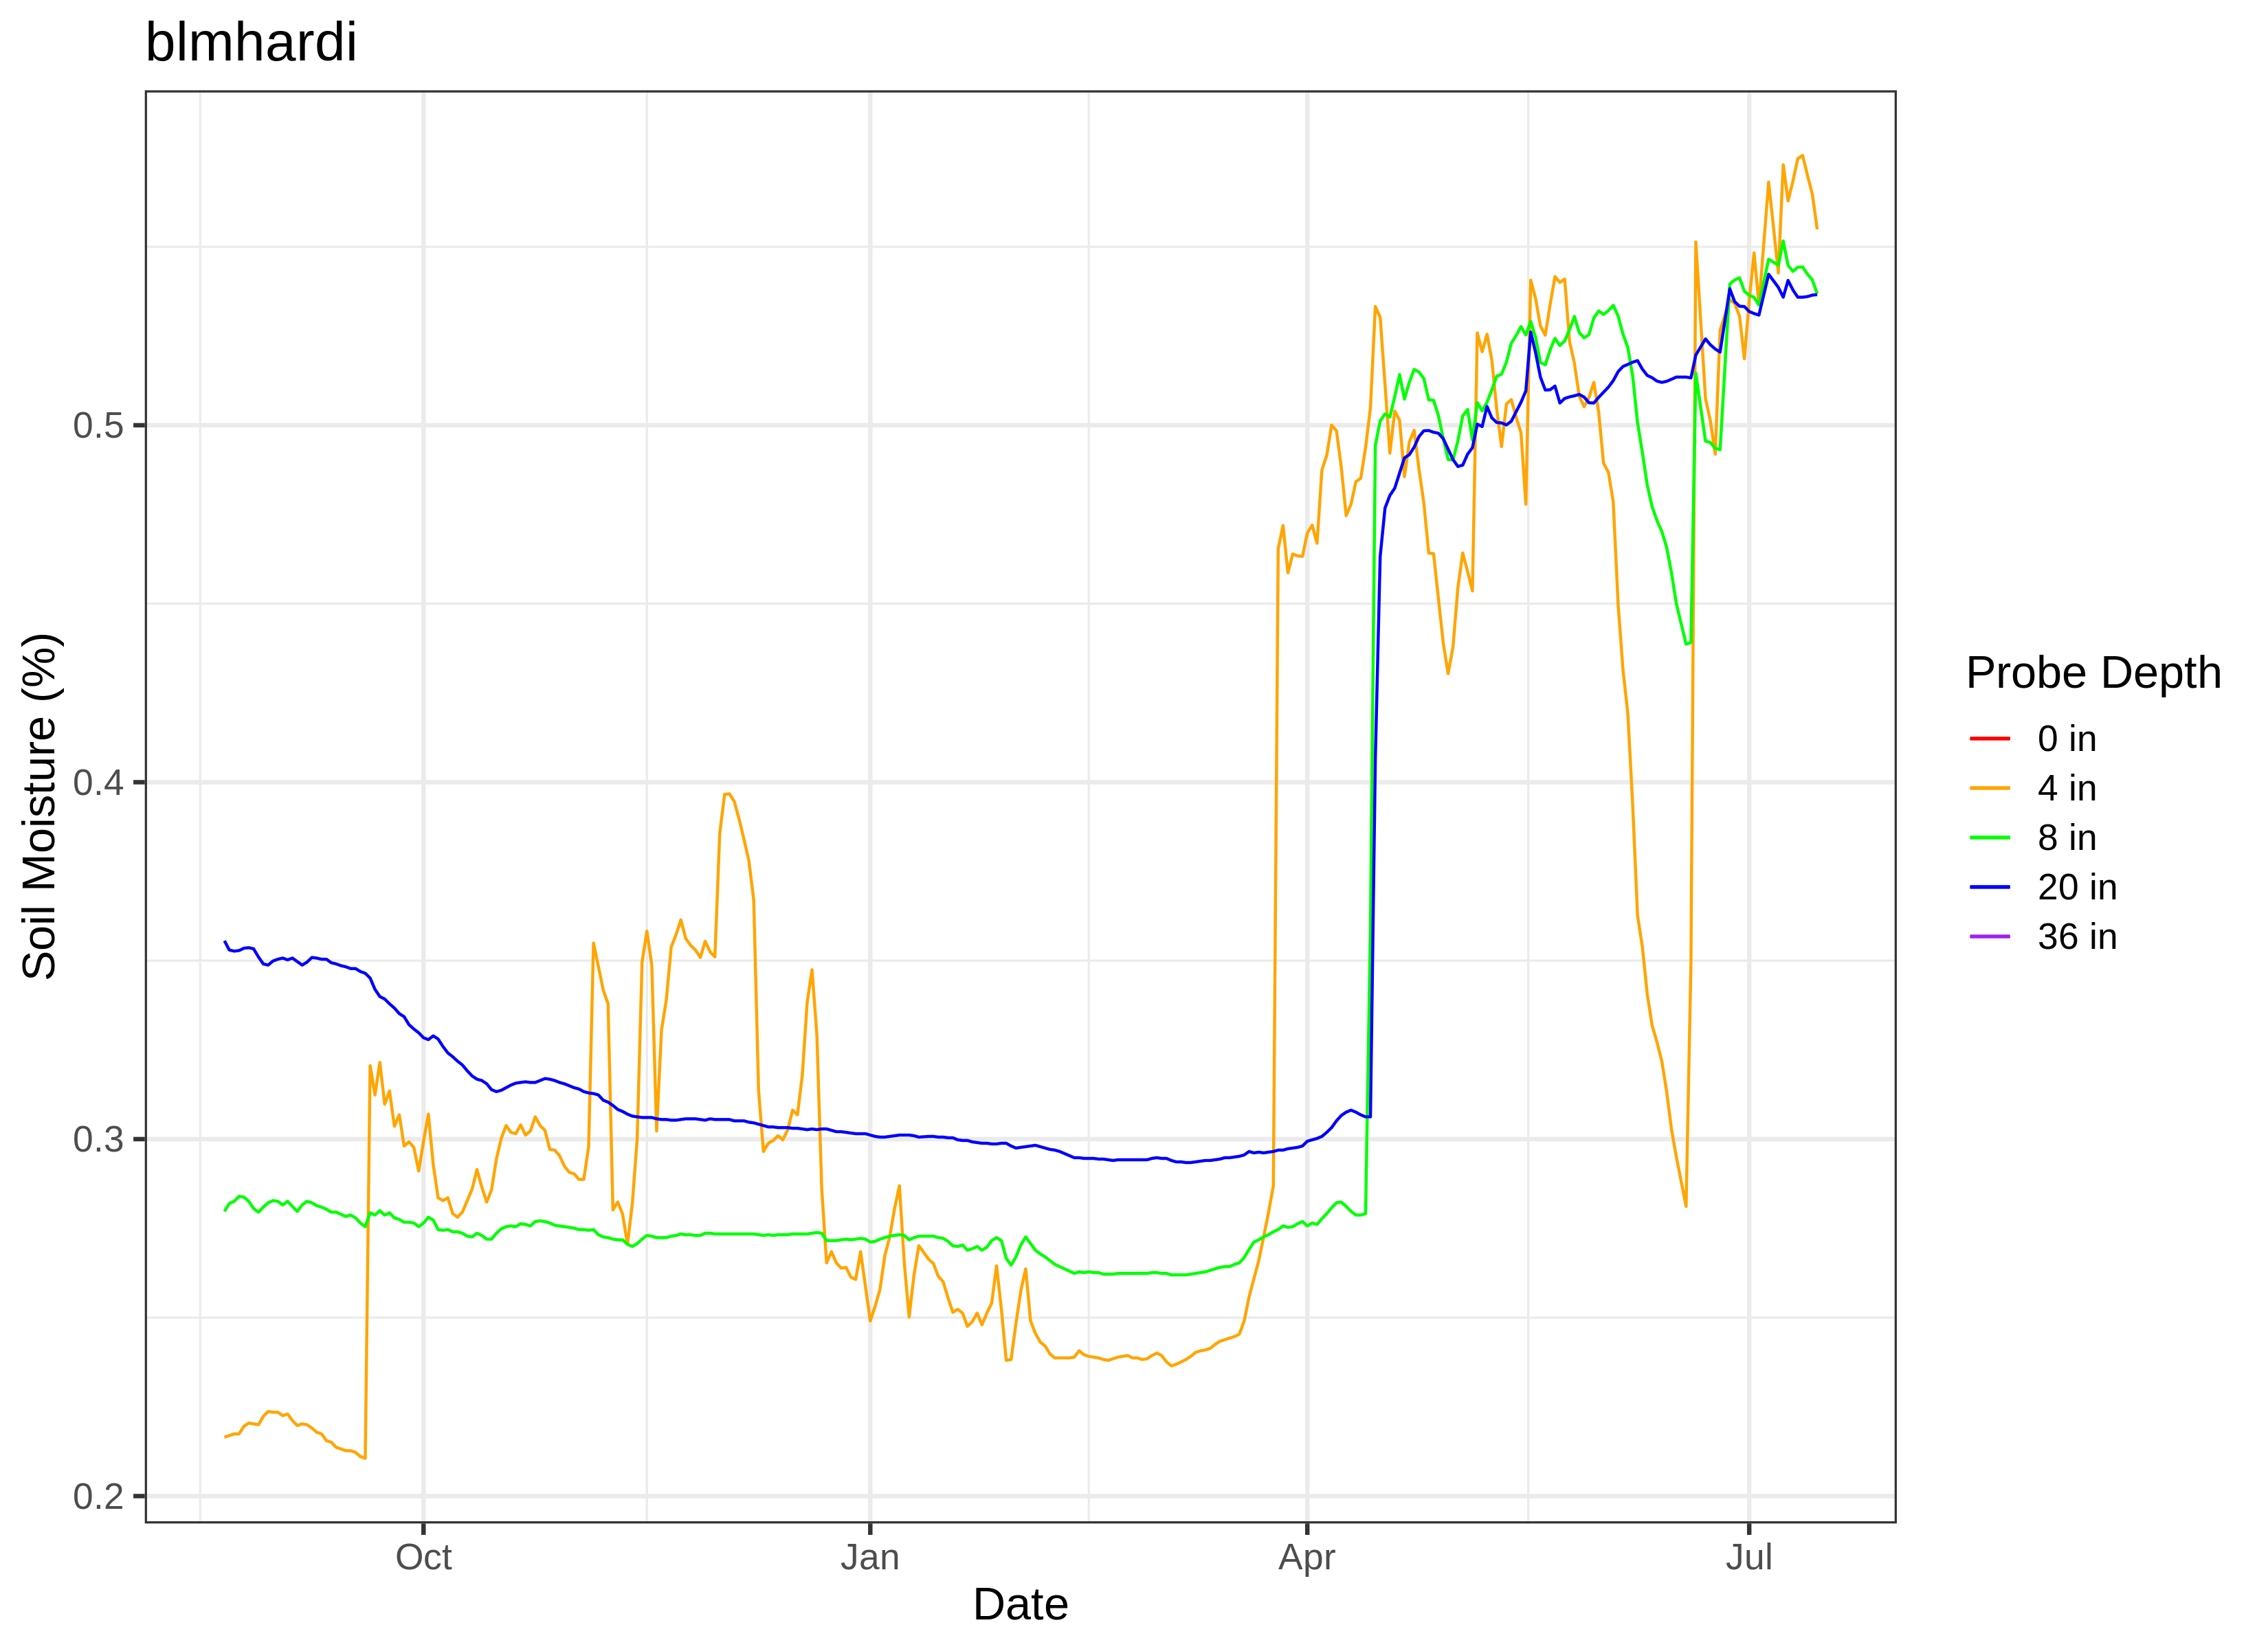 blmhardi
Soil Moisture (%)
0.5
0.4
0.3
0.2
Oct Jan Apr Jul
Date
Probe Depth
0 in
4 in
8 in
20 in
36 in